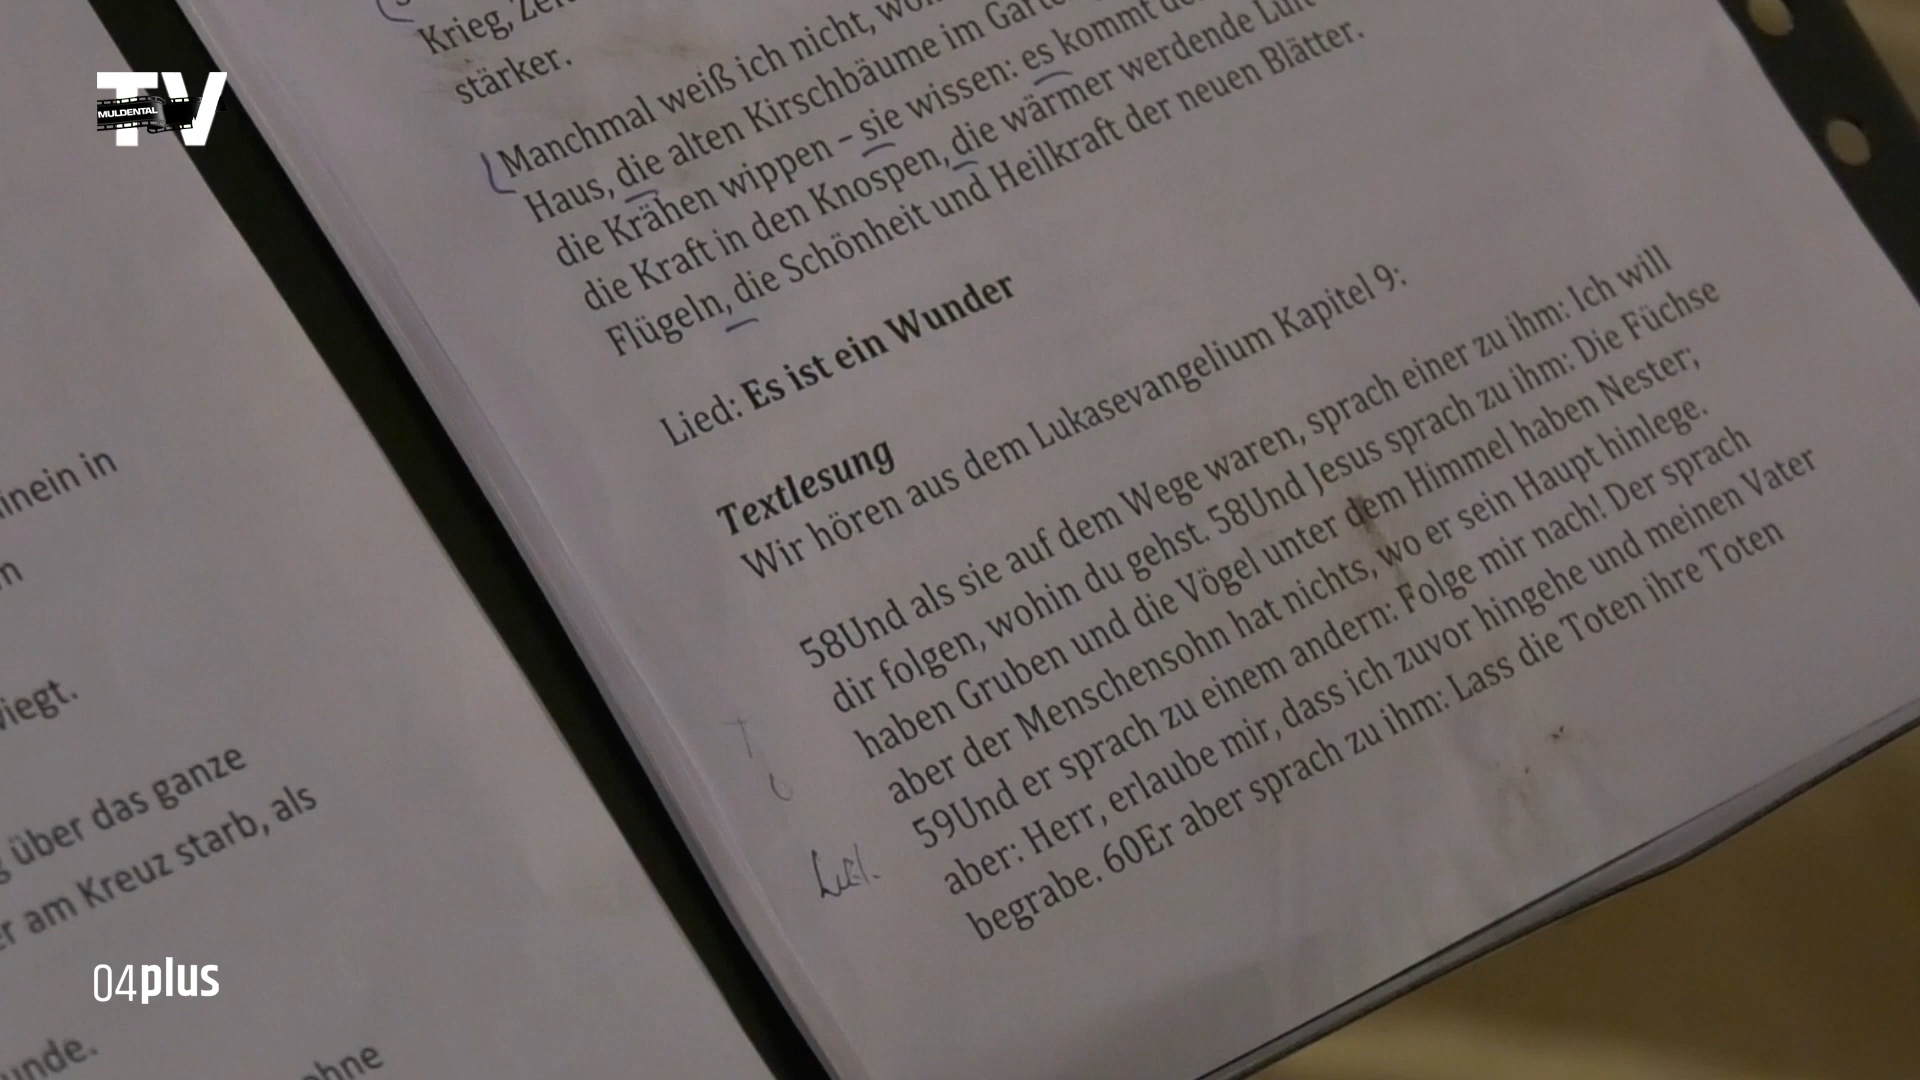 TV
MULDENTAL
inein in
n
über das ganze
am Kreuz starb, als
ohne
Krieg,
stärker.
Manchmal weiß ich nicht,
Haus, die alten Kirschbäume im
die Krähen wippen – sie wissen: es kommt
die Kraft in den Knospen, die wärmer werdende
Flügeln, die Schönheit und Heilkraft der neuen Blätter.
Lied: Es ist ein Wunder
Textlesung
Wir hören aus dem Lukasevangelium Kapitel 9:
58Und als sie auf dem Wege waren, sprach einer zu ihm: Ich will
dir folgen, wohin du gehst. 58Und Jesus sprach zu ihm: Die Füchse
haben Gruben und die Vögel unter dem Himmel haben Nester;
aber der Menschensohn hat nichts, wo er sein Haupt hinlege.
59Und er sprach zu einem andern: Folge mir nach! Der sprach
aber: Herr, erlaube mir, dass ich zuvor hingehe und meinen Vater
begrabe. 60Er aber sprach zu ihm: Lass die Toten ihre Toten
04plus